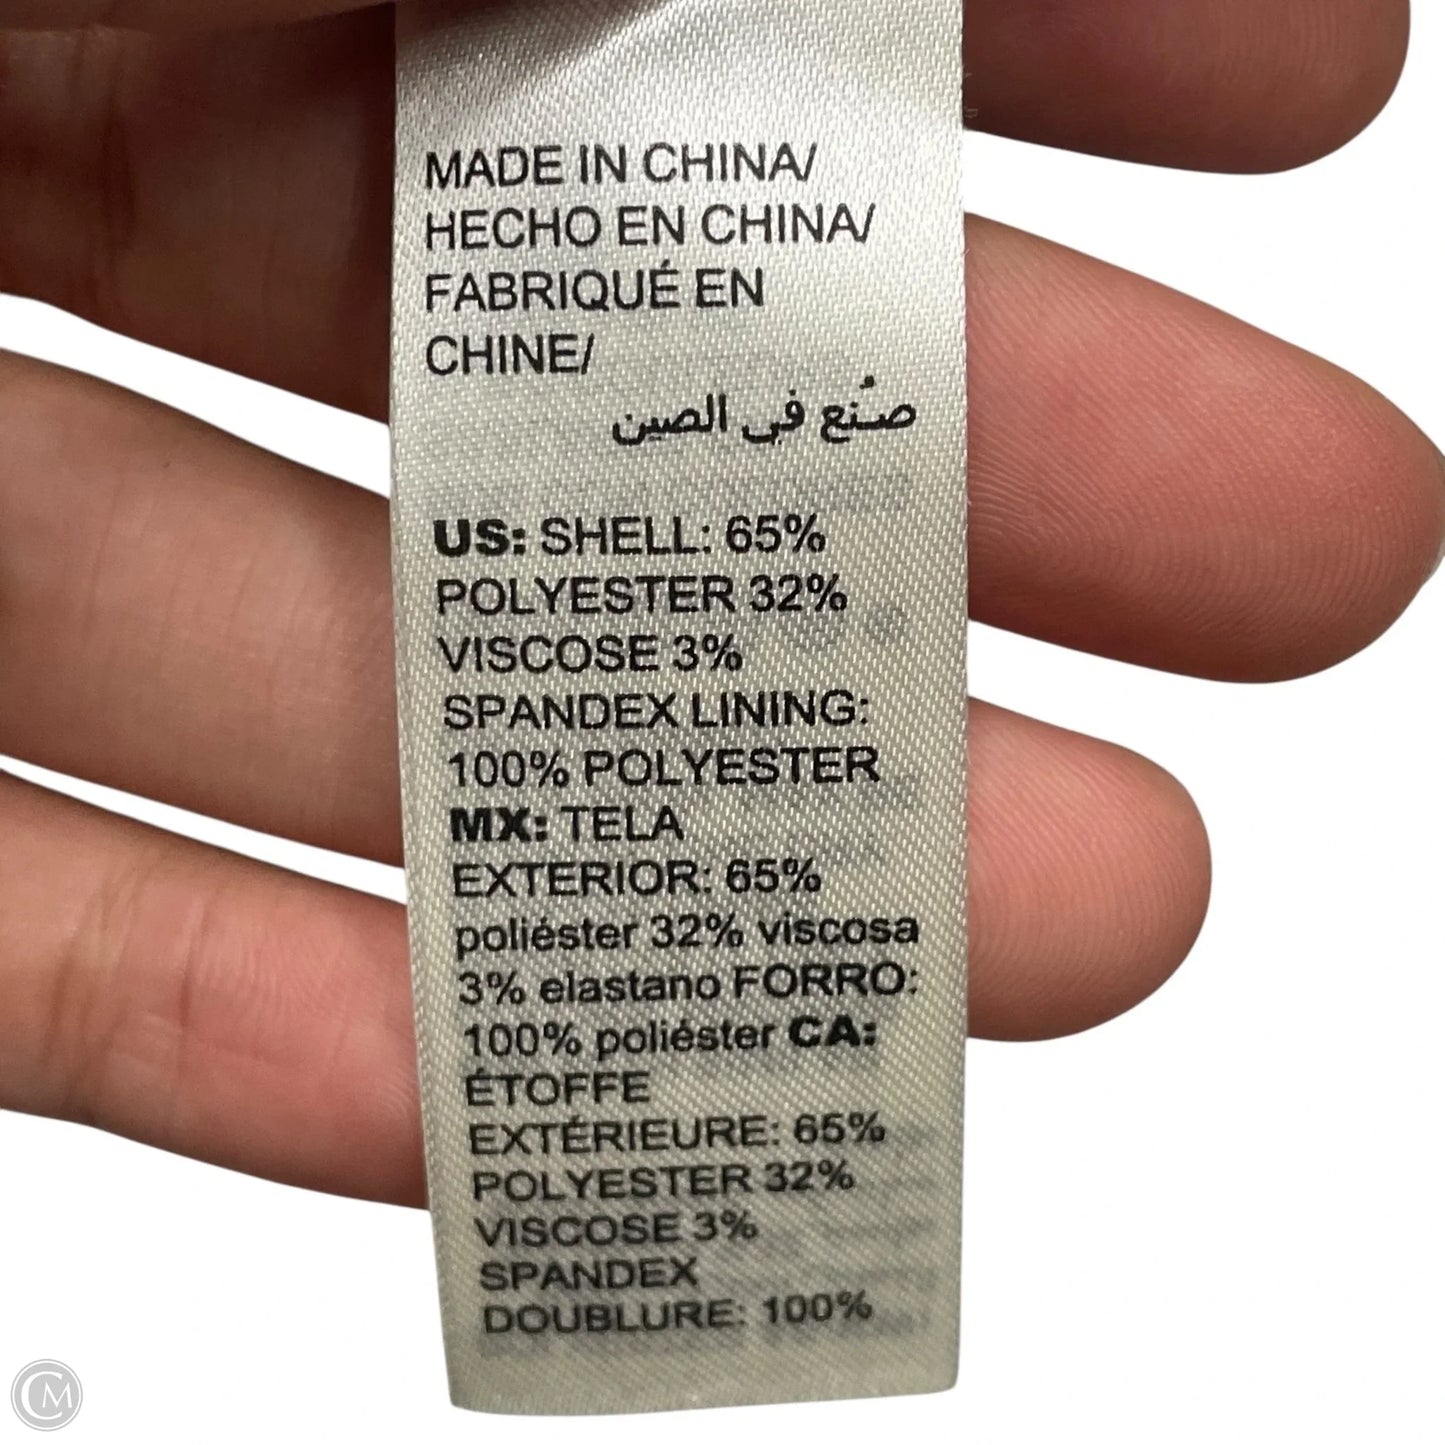 MADE IN CHINA/
HECHO EN CHINA/
FABRIQUÉ EN
CHINE/
صُنع في الصين
US: SHELL: 65%
POLYESTER 32%
VISCOSE 3%
SPANDEX LINING:
100% POLYESTER
MX: TELA
EXTERIOR: 65%
poliéster 32% viscosa
3% elastano FORRO:
100% poliéster CA:
ÉTOFFE
EXTÉRIEURE: 65%
POLYESTER 32%
VISCOSE 3%
SPANDEX
DOUBLURE: 100%
CM